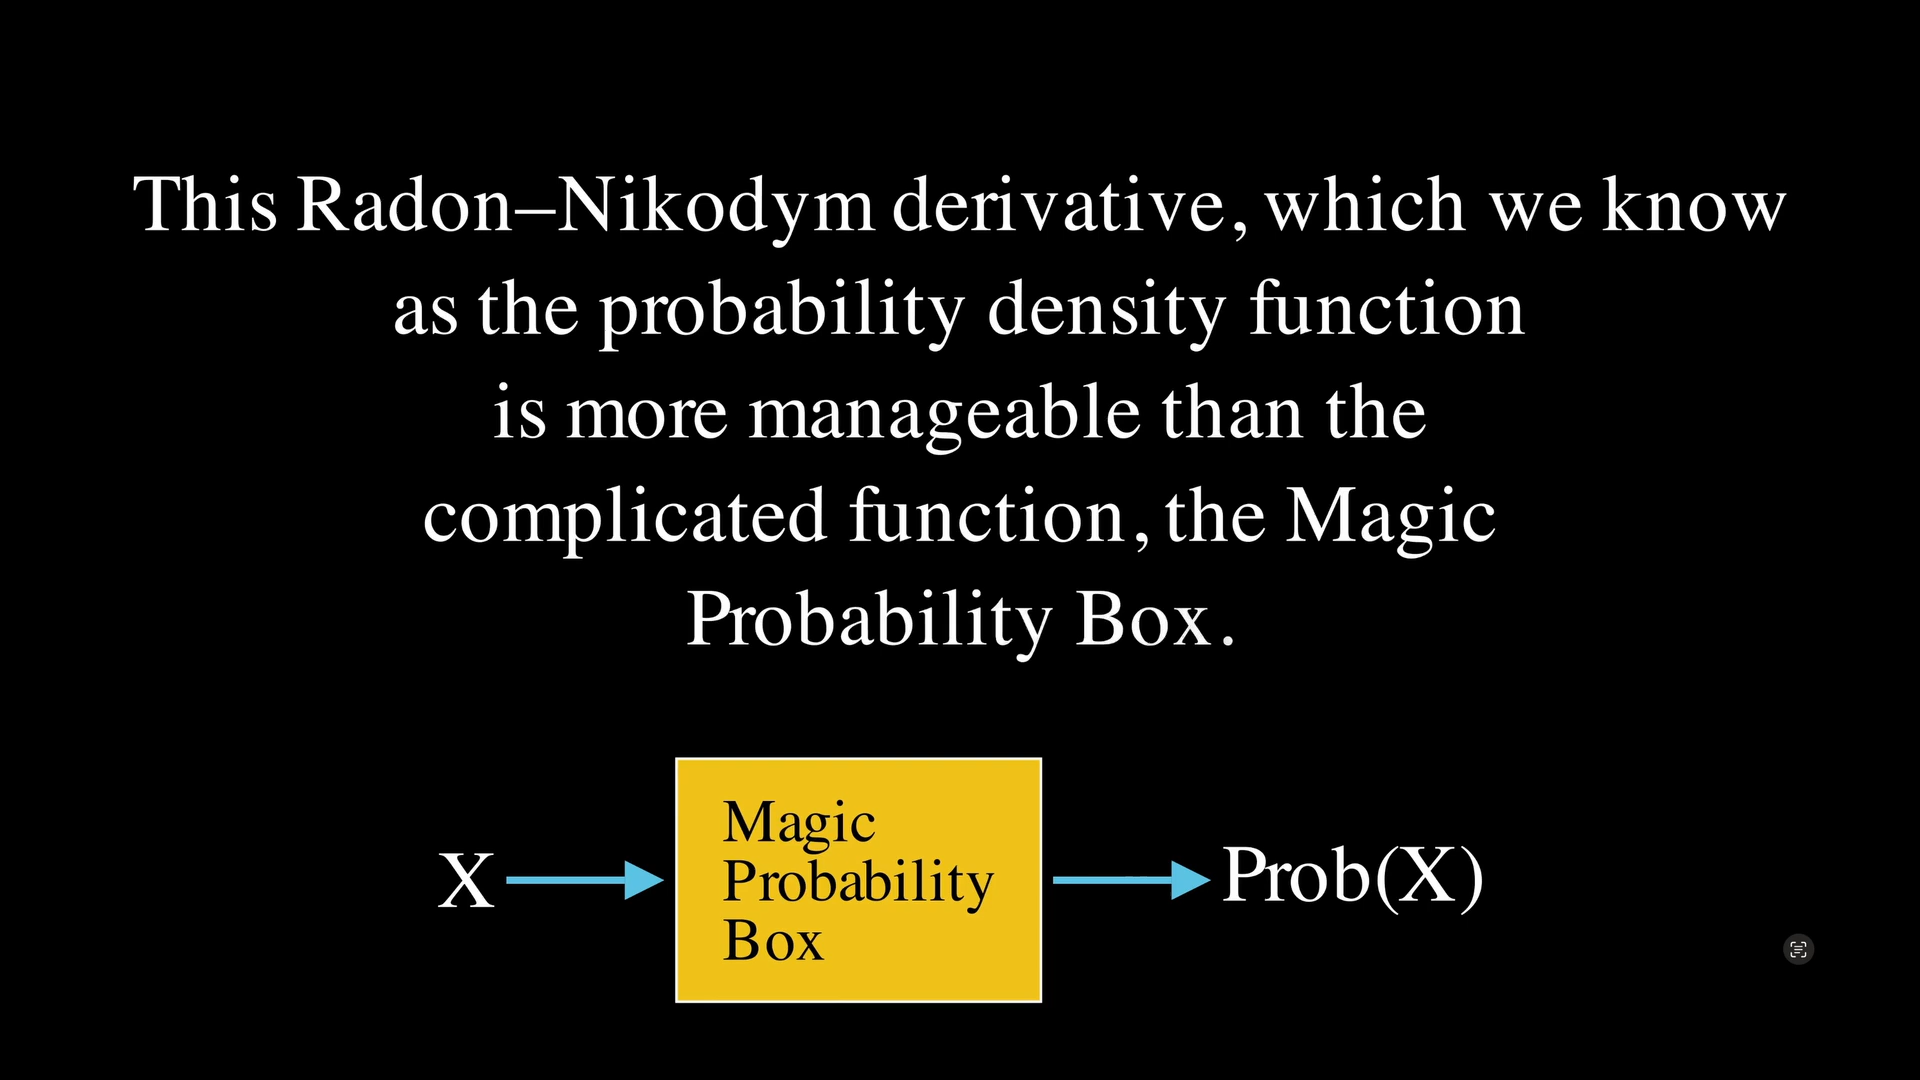 This Radon–Nikodym derivative, which we know
as the probability density function
is more manageable than the
complicated function, the Magic
Probability Box.
X
Magic
Probability
Box
Prob(X)